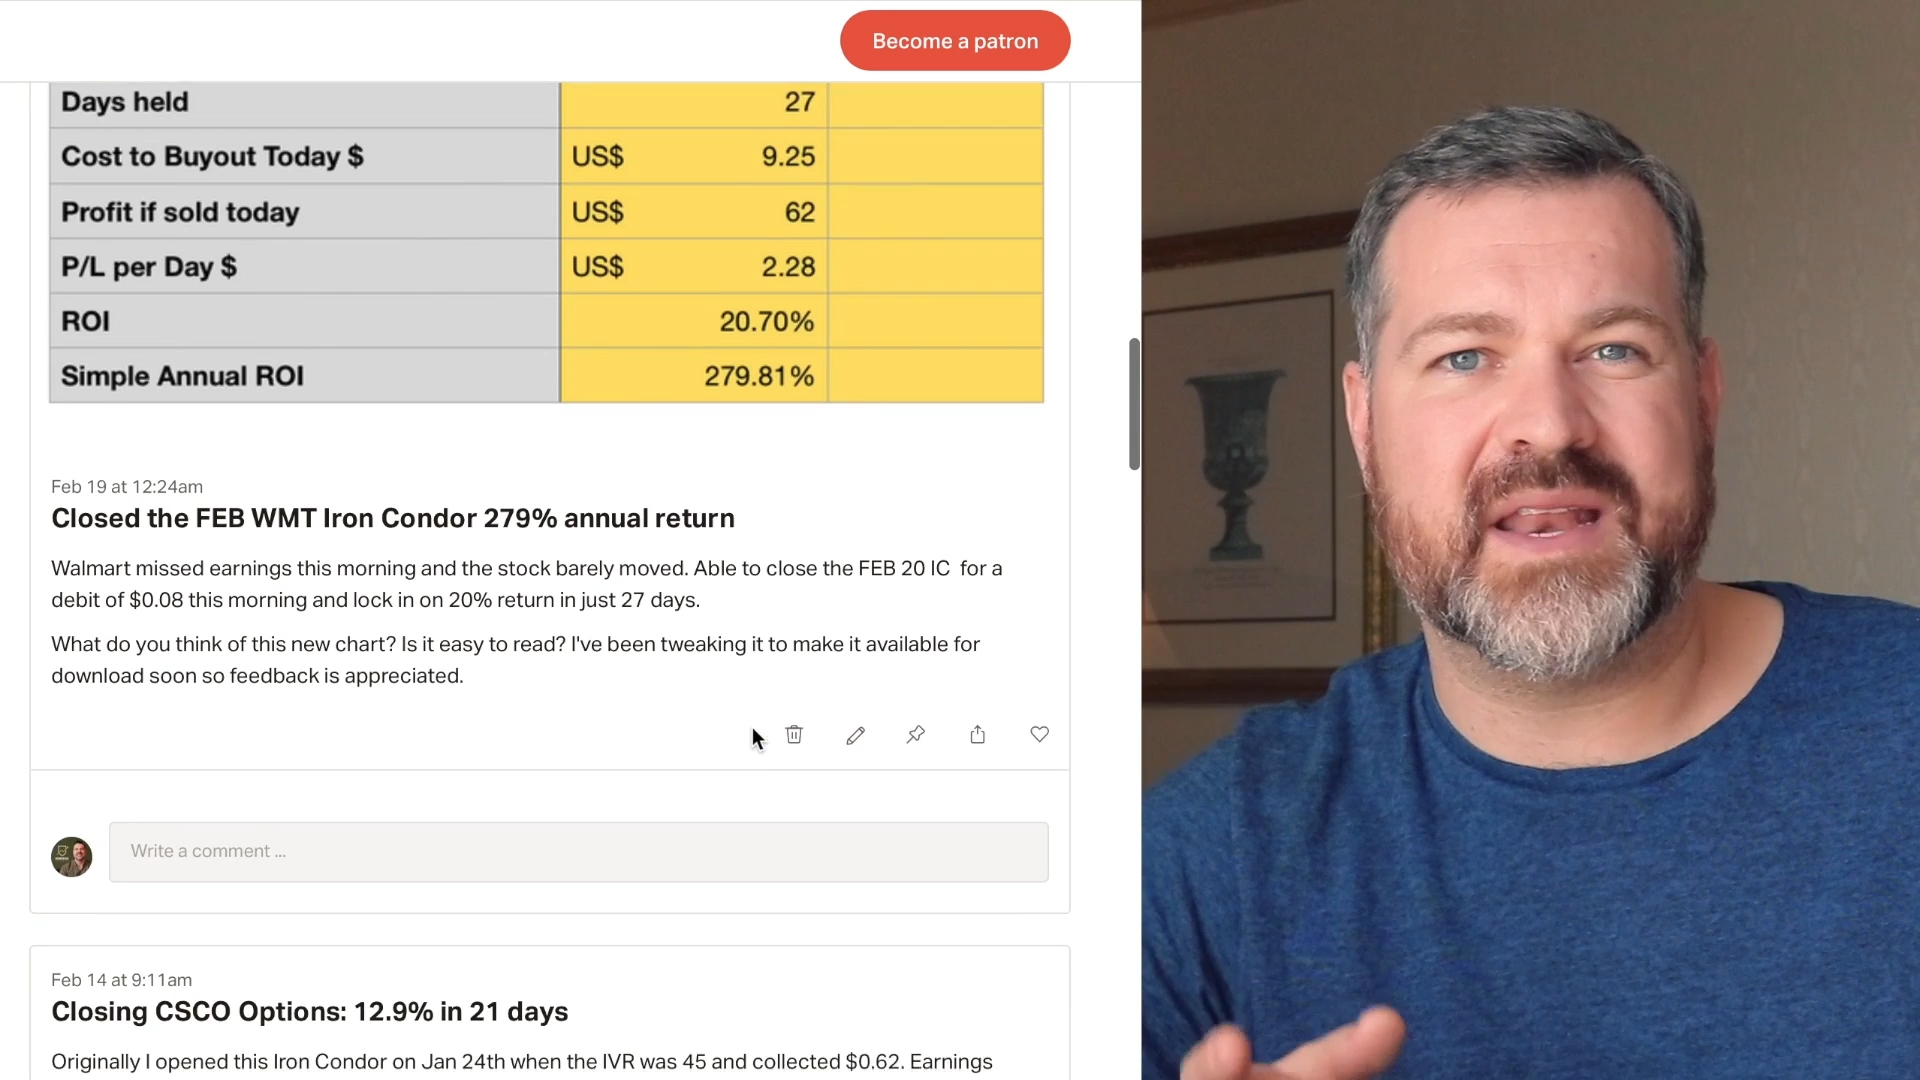 Become a patron
Days held 27
Cost to Buyout Today $ US$ 9.25
Profit if sold today US$ 62
P/L per Day $ US$ 2.28
ROI 20.70%
Simple Annual ROI 279.81%
Feb 19 at 12:24am
Closed the FEB WMT Iron Condor 279% annual return
Walmart missed earnings this morning and the stock barely moved. Able to close the FEB 20 IC  for a
debit of $0.08 this morning and lock in on 20% return in just 27 days.
What do you think of this new chart? Is it easy to read? I've been tweaking it to make it available for
download soon so feedback is appreciated.
Write a comment ...
Feb 14 at 9:11am
Closing CSCO Options: 12.9% in 21 days
Originally I opened this Iron Condor on Jan 24th when the IVR was 45 and collected $0.62. Earnings